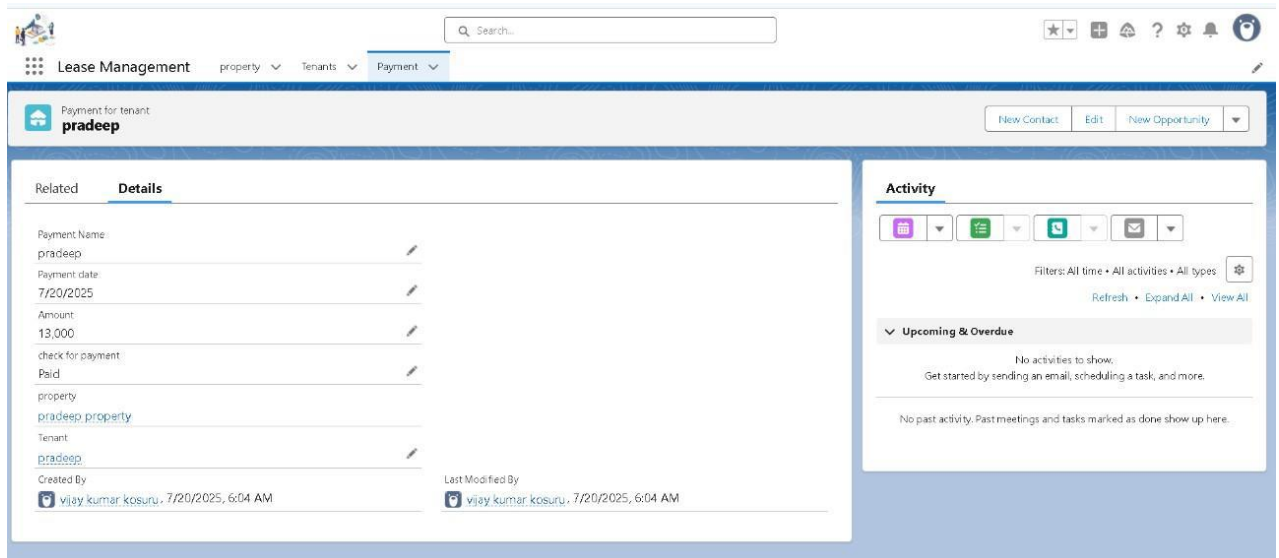 Search...
Lease Management property Tenants Payment
Payment for tenant
pradeep
New Contact Edit New Opportunity
Related Details
Payment Name
pradeep
Payment date
7/20/2025
Amount
13,000
check for payment
Paid
property
pradeep property
Tenant
pradeep
Created By
vijay kumar kosuru, 7/20/2025, 6:04 AM
Last Modified By
vijay kumar kosuru, 7/20/2025, 6:04 AM
Activity
Filters: All time • All activities • All types
Refresh • Expand All • View All
Upcoming & Overdue
No activities to show.
Get started by sending an email, scheduling a task, and more.
No past activity. Past meetings and tasks marked as done show up here.